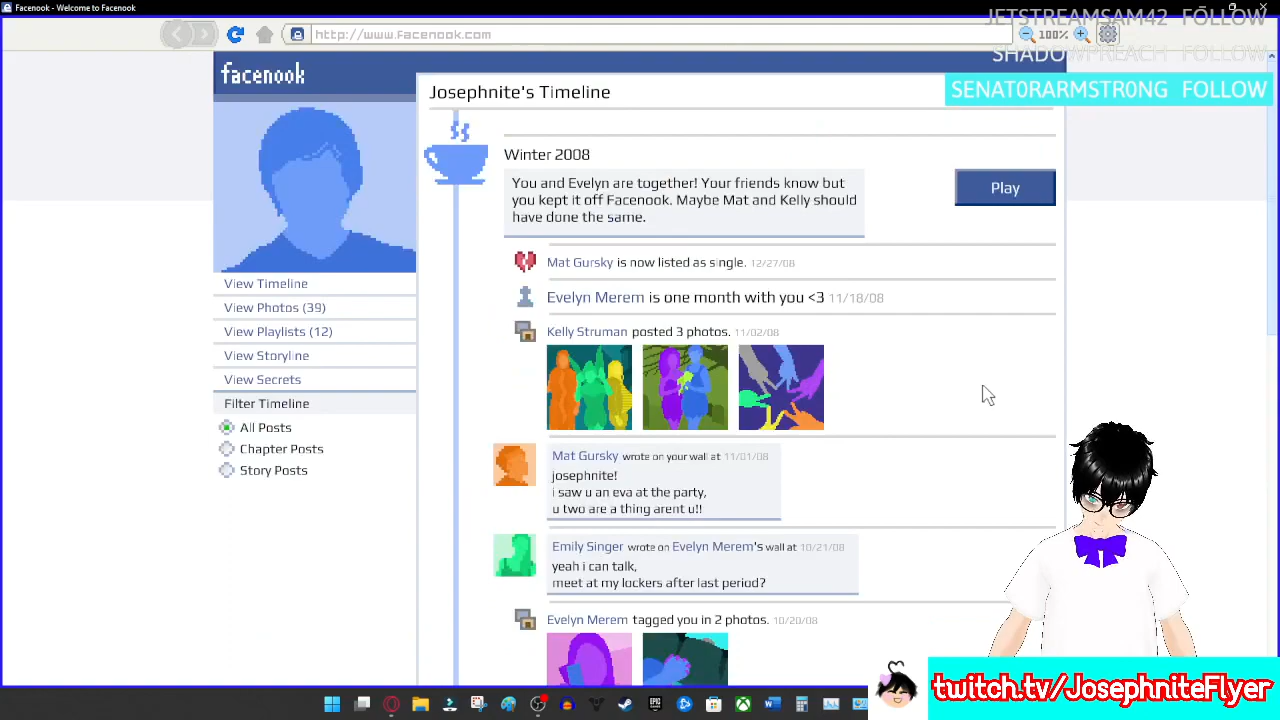 Facenook - Welcome to Facenook
JETSTREAMSAM42 FOLLOW
http://www.facenook.com
100%
SHADOWPREACH FOLLOW
facenook
Josephnite's Timeline
SENAT0RARMSTR0NG FOLLOW
Winter 2008
You and Evelyn are together! Your friends know but
you kept it off Facenook. Maybe Mat and Kelly should
have done the same.
Play
Mat Gursky is now listed as single. 12/27/08
Evelyn Merem is one month with you <3 11/18/08
Kelly Struman posted 3 photos. 11/02/08
View Timeline
View Photos (39)
View Playlists (12)
View Storyline
View Secrets
Filter Timeline
All Posts
Chapter Posts
Story Posts
Mat Gursky wrote on your wall at 11/01/08
josephnite!
i saw u an eva at the party,
u two are a thing arent u!!
Emily Singer wrote on Evelyn Merem's wall at 10/21/08
yeah i can talk,
meet at my lockers after last period?
Evelyn Merem tagged you in 2 photos. 10/20/08
twitch.tv/JosephniteFlyer